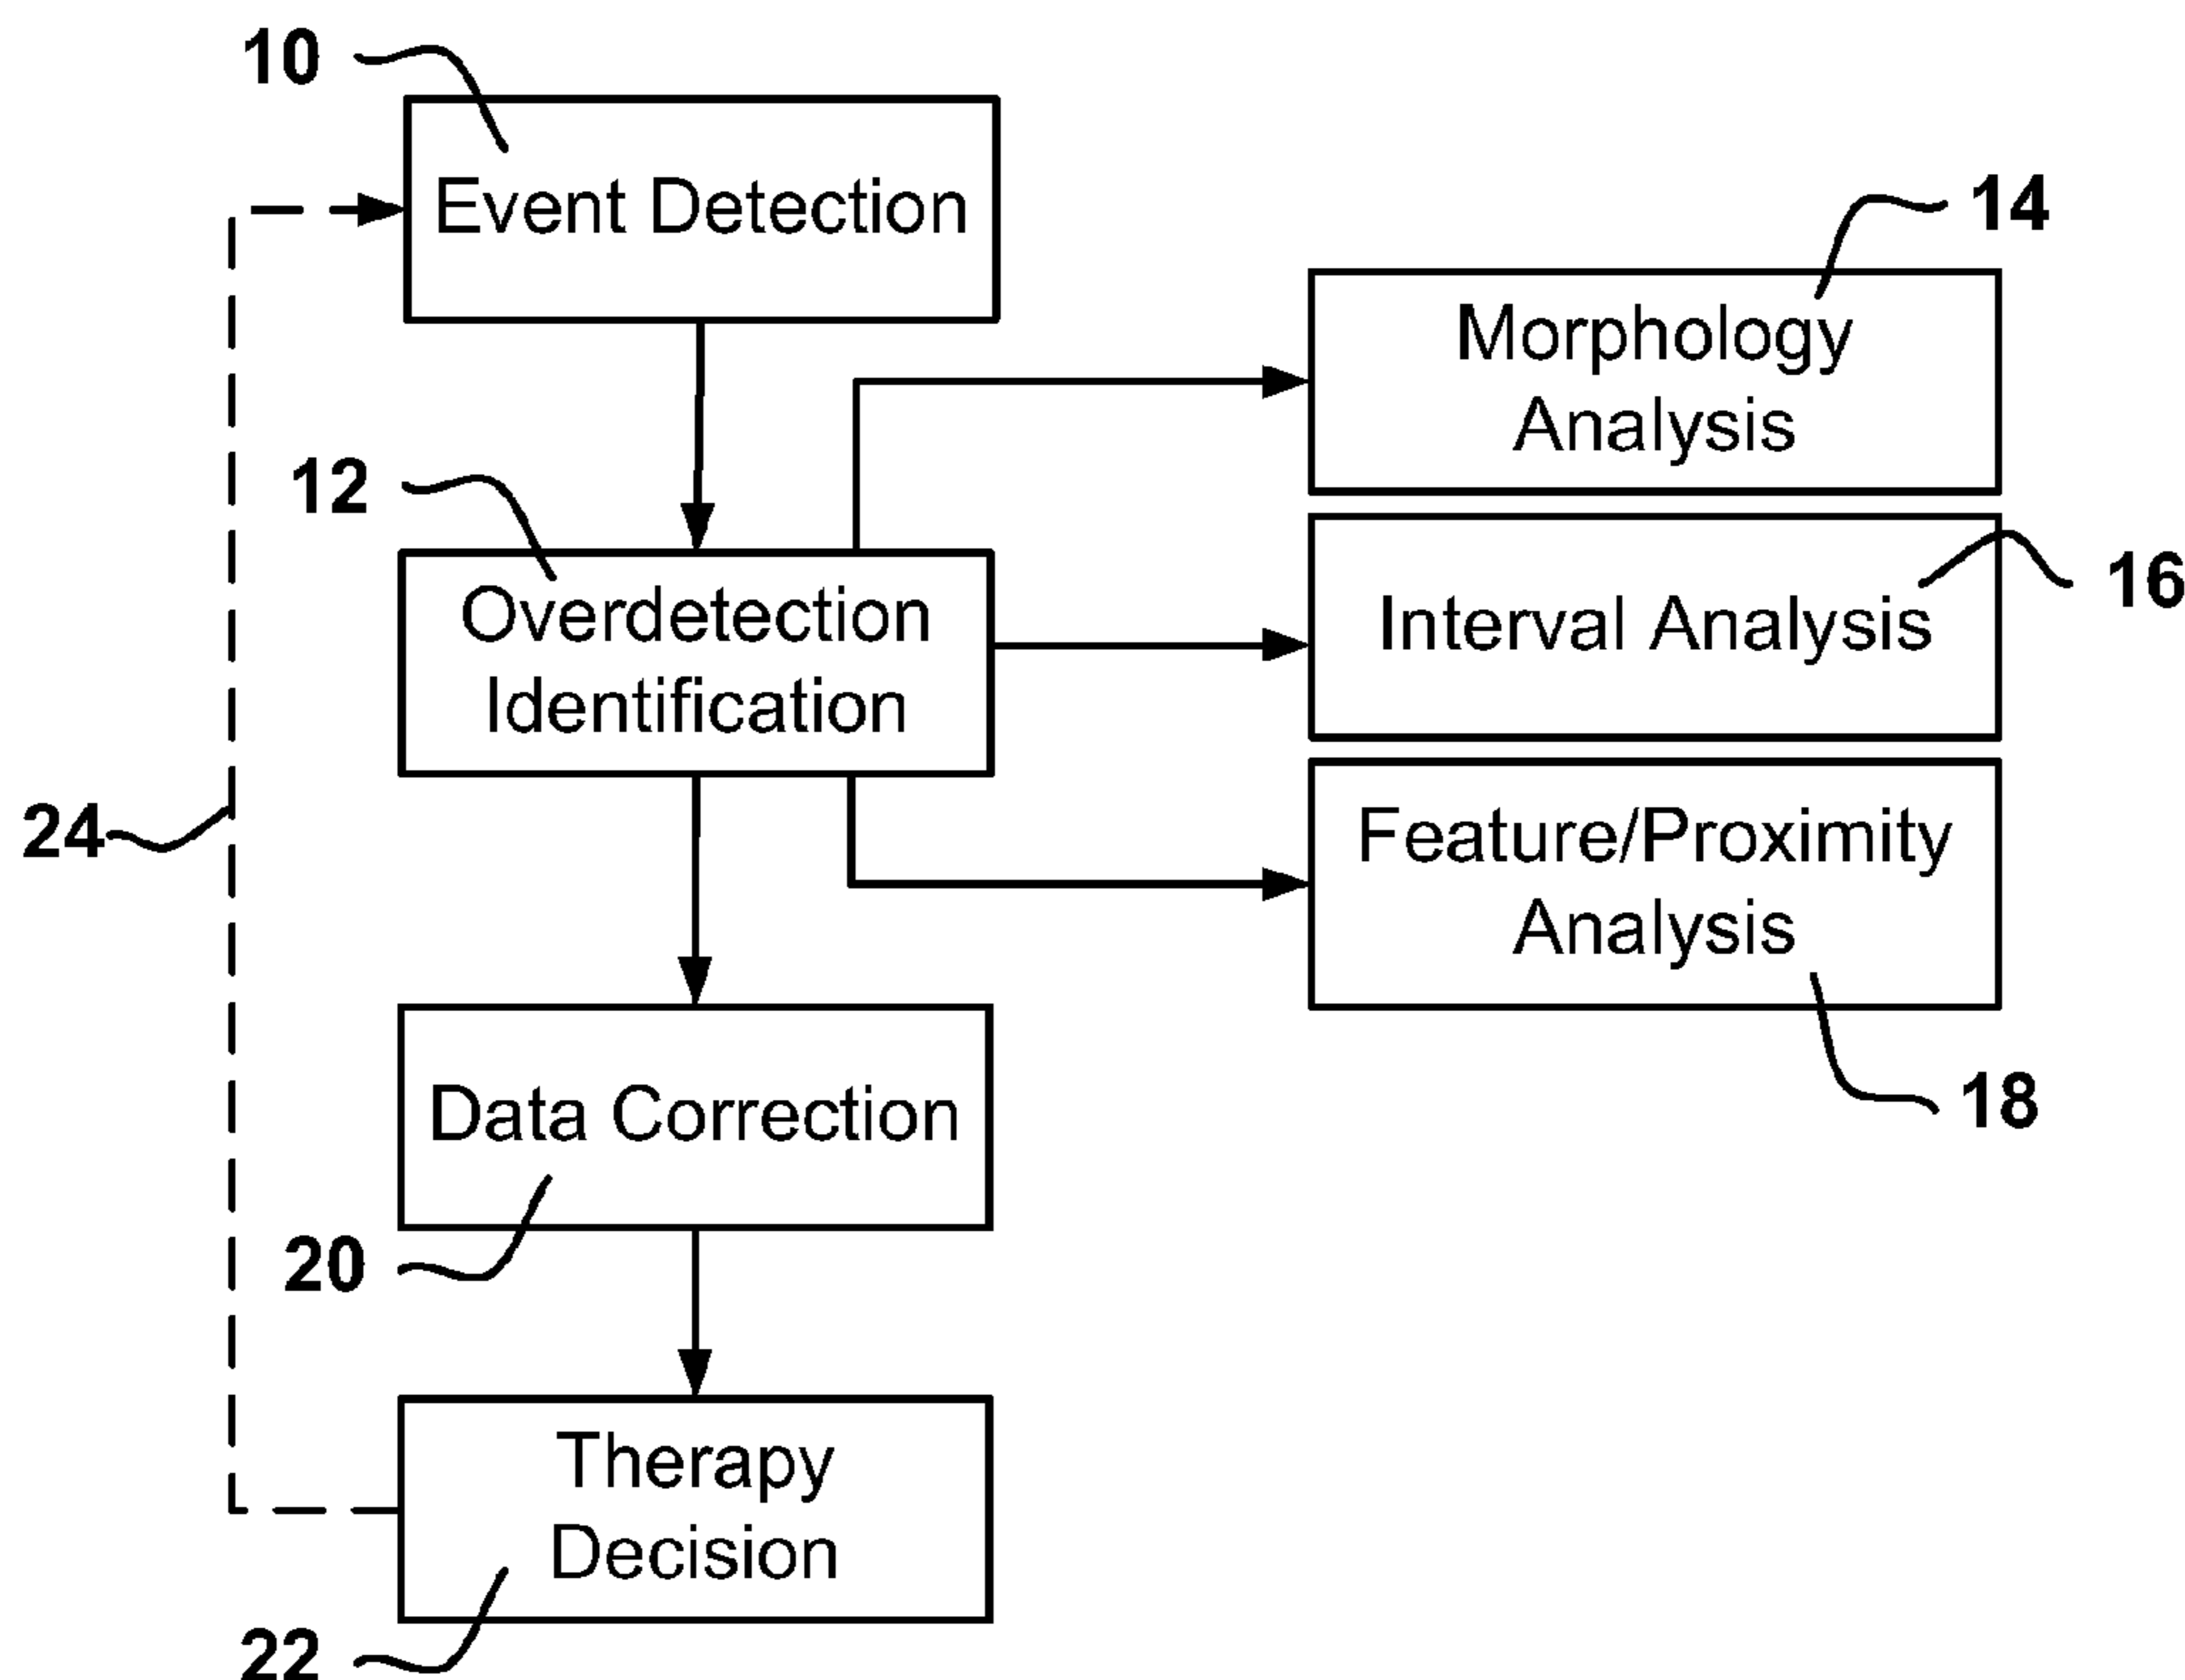 10
Event Detection
14
Morphology
Analysis
12
Overdetection
Identification
16
Interval Analysis
24
Feature/Proximity
Analysis
18
Data Correction
20
Therapy
Decision
22